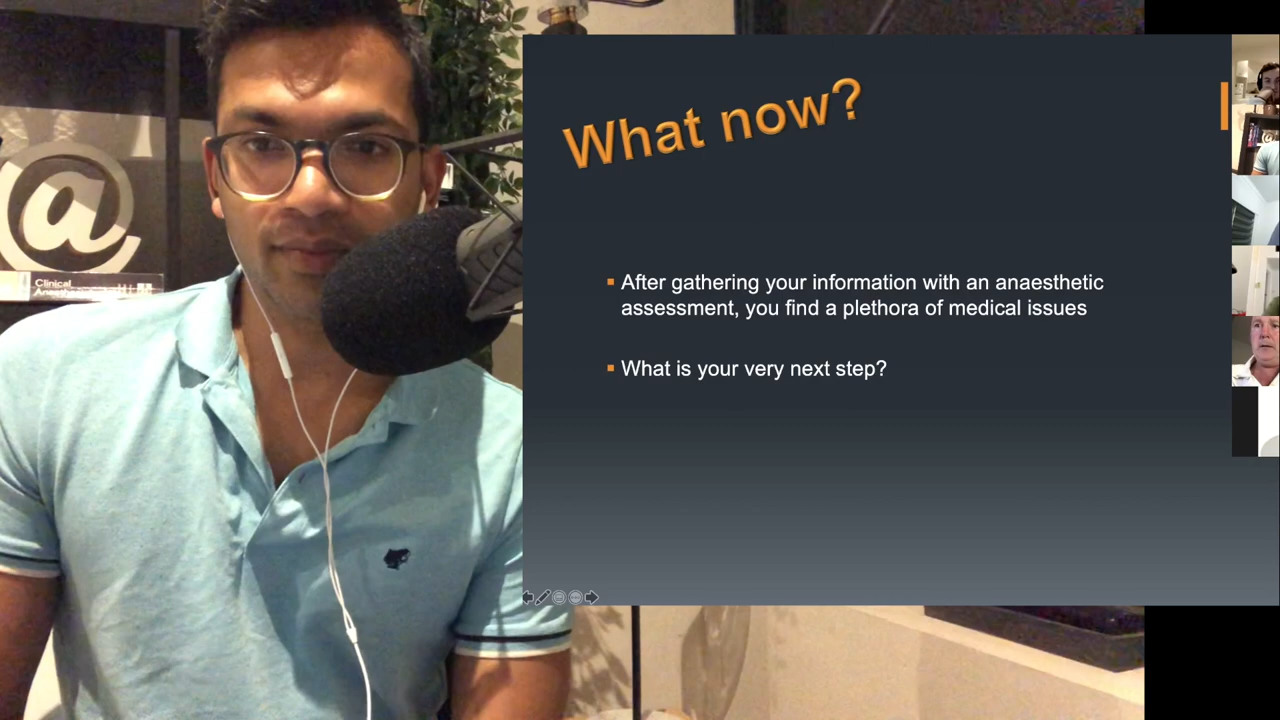 What now?
After gathering your information with an anaesthetic
assessment, you find a plethora of medical issues
What is your very next step?
@
Clinical